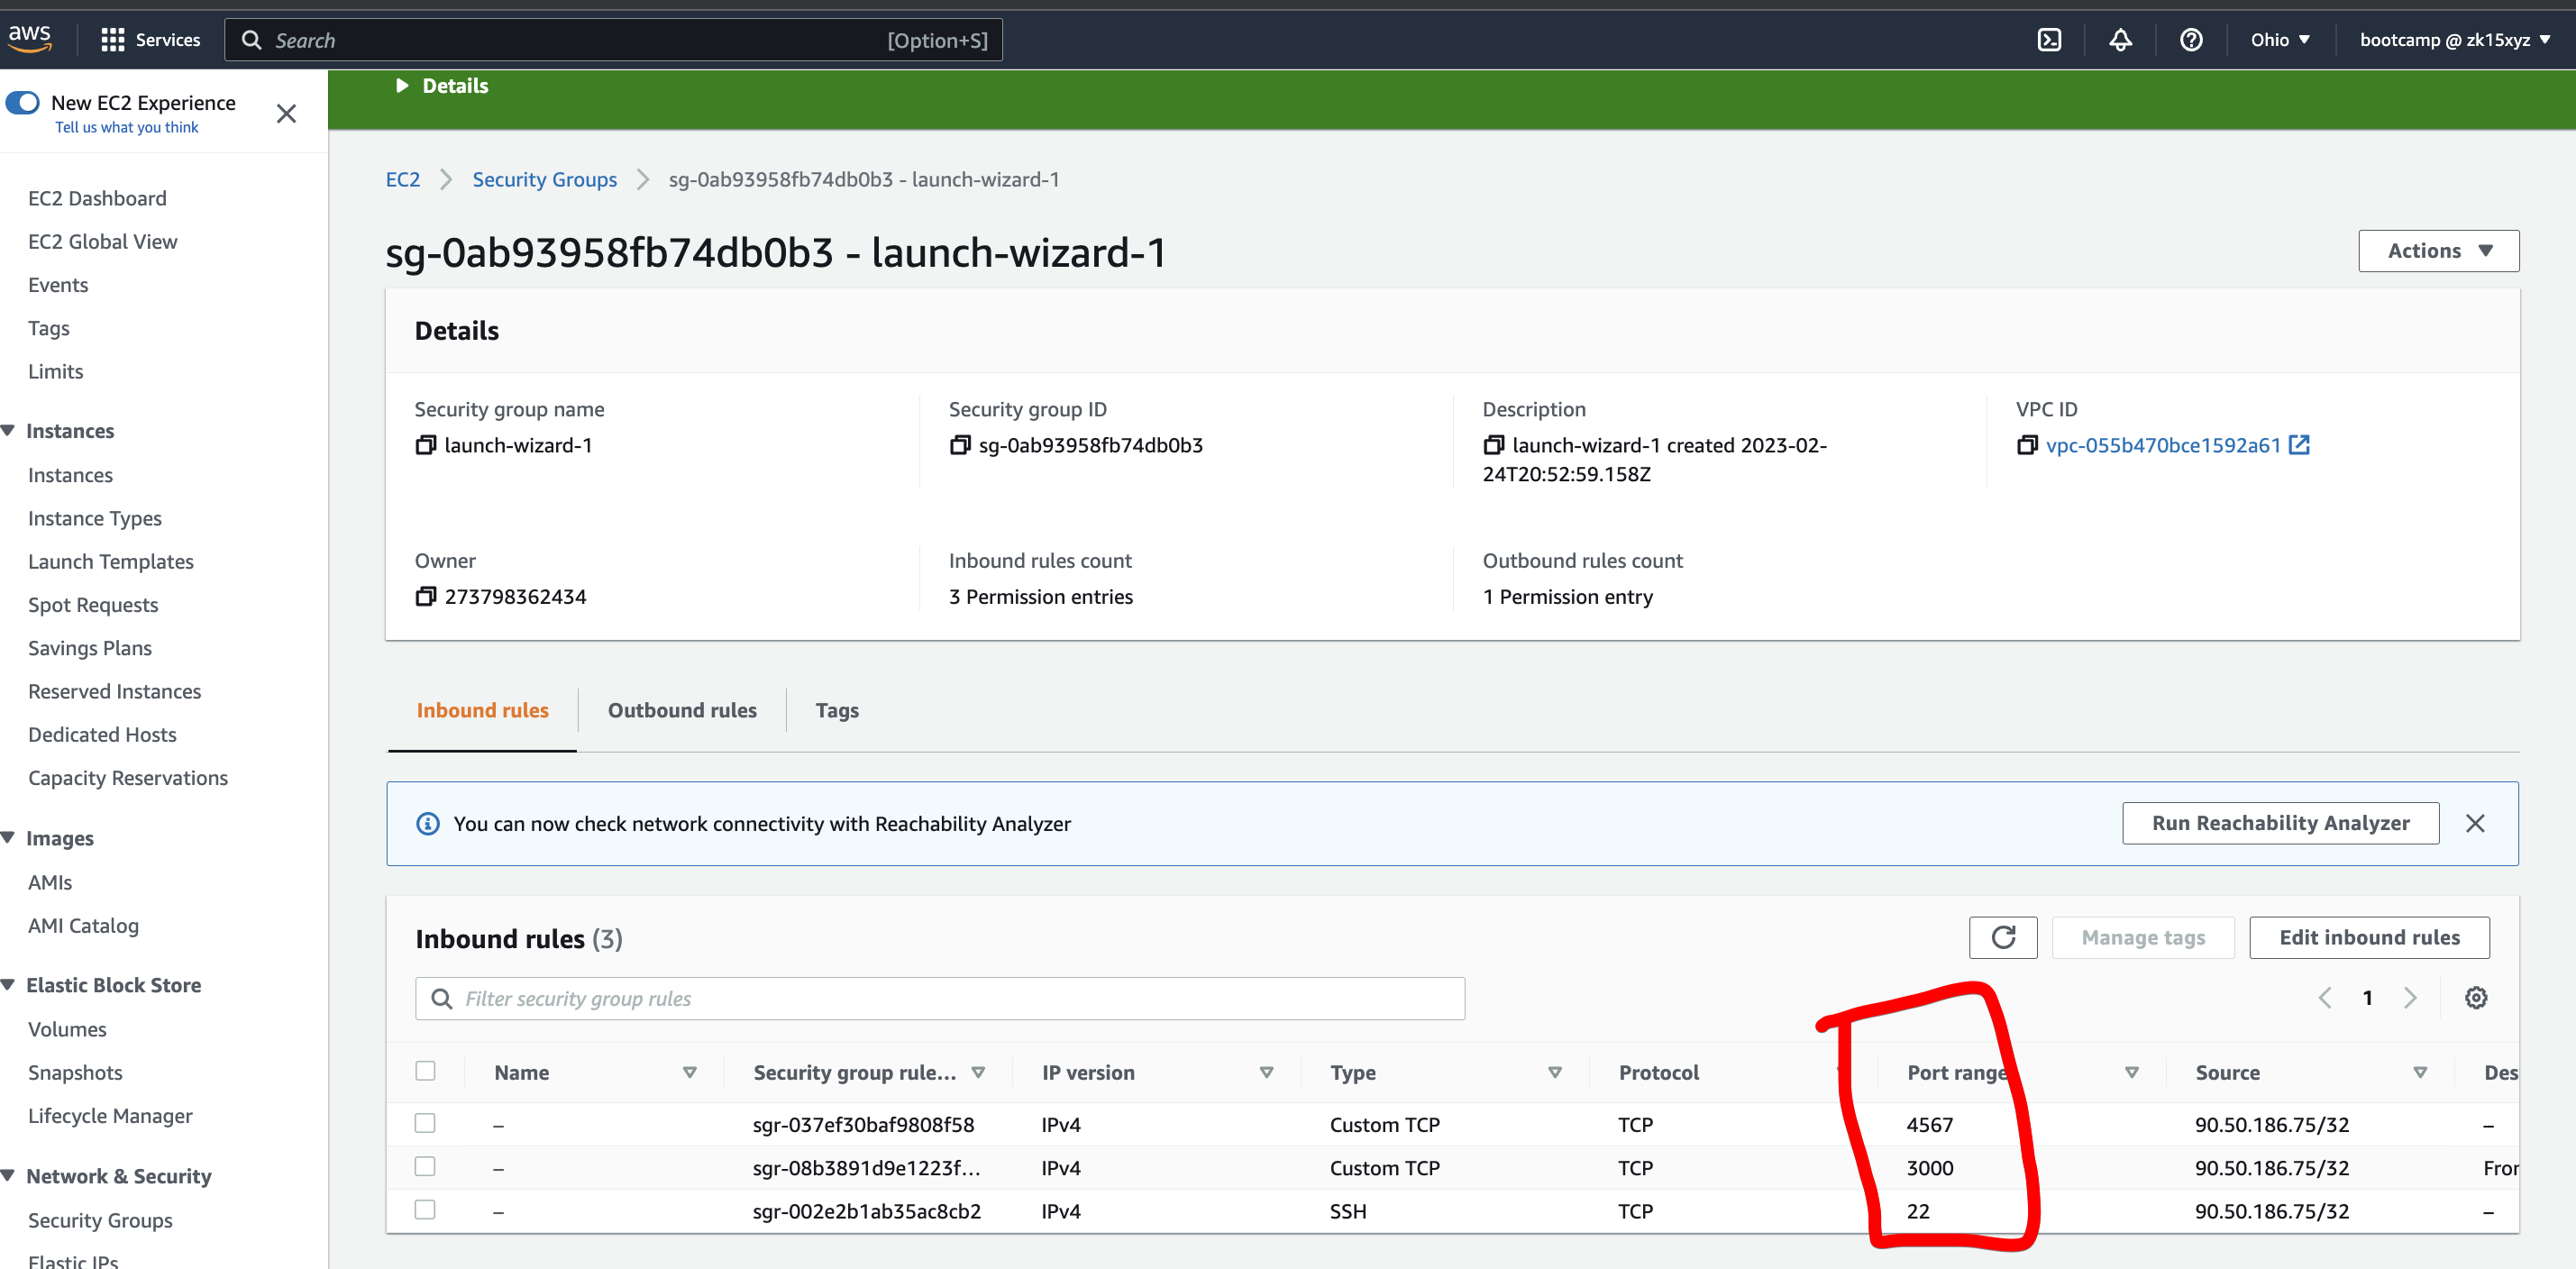 aws Services Search [Option+S] Ohio bootcamp @ zk15xyz
New EC2 Experience
Tell us what you think
EC2 Dashboard
EC2 Global View
Events
Tags
Limits
Instances
Instances
Instance Types
Launch Templates
Spot Requests
Savings Plans
Reserved Instances
Dedicated Hosts
Capacity Reservations
Images
AMIs
AMI Catalog
Elastic Block Store
Volumes
Snapshots
Lifecycle Manager
Network & Security
Security Groups
Elastic IPs
Details
EC2 Security Groups sg-0ab93958fb74db0b3 - launch-wizard-1
sg-0ab93958fb74db0b3 - launch-wizard-1 Actions
Details
Security group name Security group ID Description VPC ID
launch-wizard-1 sg-0ab93958fb74db0b3 launch-wizard-1 created 2023-02- vpc-055b470bce1592a61
24T20:52:59.158Z
Owner Inbound rules count Outbound rules count
273798362434 3 Permission entries 1 Permission entry
Inbound rules Outbound rules Tags
You can now check network connectivity with Reachability Analyzer Run Reachability Analyzer
Inbound rules (3) Manage tags Edit inbound rules
Filter security group rules 1
Name Security group rule... IP version Type Protocol Port range Source Des
– sgr-037ef30baf9808f58 IPv4 Custom TCP TCP 4567 90.50.186.75/32 –
– sgr-08b3891d9e1223f... IPv4 Custom TCP TCP 3000 90.50.186.75/32 Fror
– sgr-002e2b1ab35ac8cb2 IPv4 SSH TCP 22 90.50.186.75/32 –